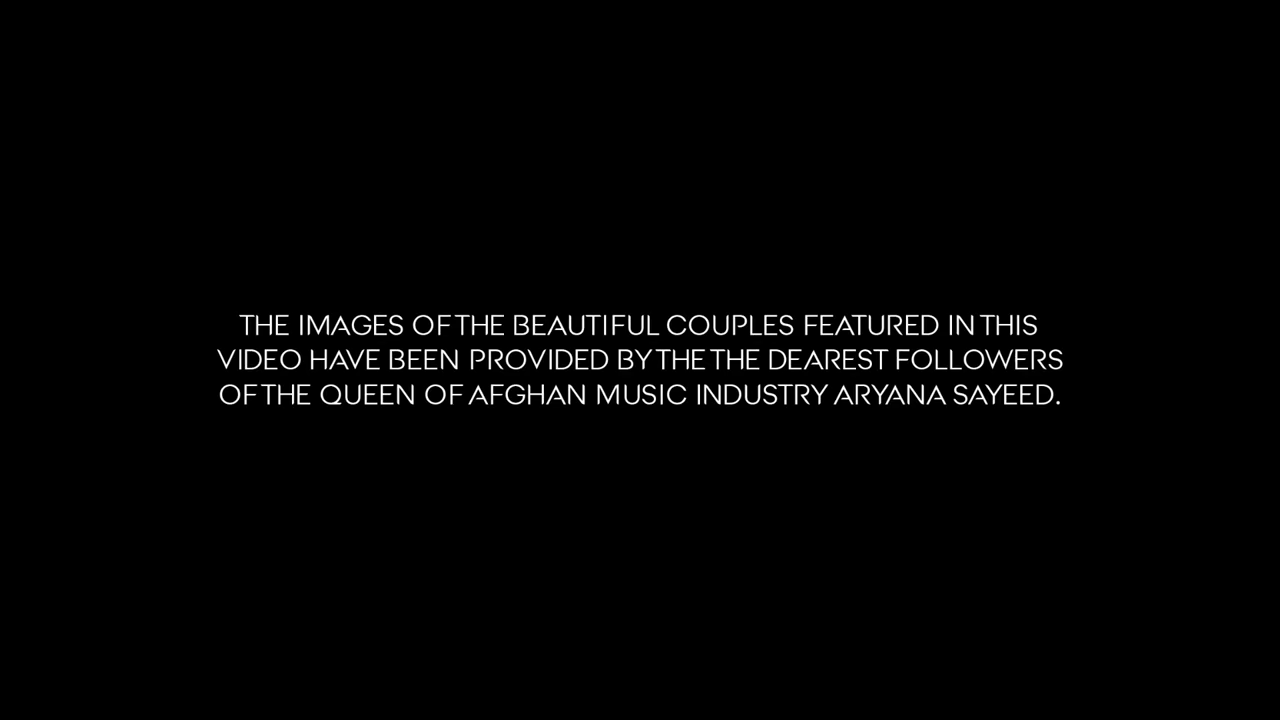 THE IMAGES OF THE BEAUTIFUL COUPLES FEATURED IN THIS
VIDEO HAVE BEEN PROVIDED BY THE THE DEAREST FOLLOWERS
OF THE QUEEN OF AFGHAN MUSIC INDUSTRY ARYANA SAYEED.